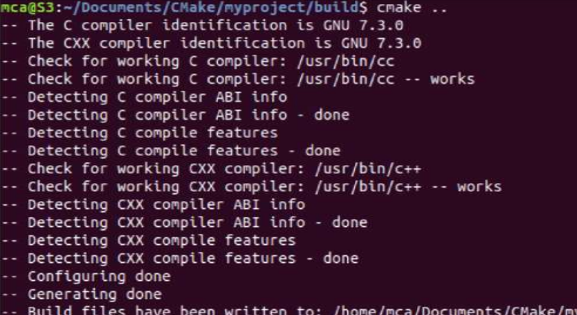 mca@S3:~/Documents/CMake/myproject/build$ cmake ..
-- The C compiler identification is GNU 7.3.0
-- The CXX compiler identification is GNU 7.3.0
-- Check for working C compiler: /usr/bin/cc
-- Check for working C compiler: /usr/bin/cc -- works
-- Detecting C compiler ABI info
-- Detecting C compiler ABI info - done
-- Detecting C compile features
-- Detecting C compile features - done
-- Check for working CXX compiler: /usr/bin/c++
-- Check for working CXX compiler: /usr/bin/c++ -- works
-- Detecting CXX compiler ABI info
-- Detecting CXX compiler ABI info - done
-- Detecting CXX compile features
-- Detecting CXX compile features - done
-- Configuring done
-- Generating done
-- Build files have been written to: /home/mca/Documents/CMake/my